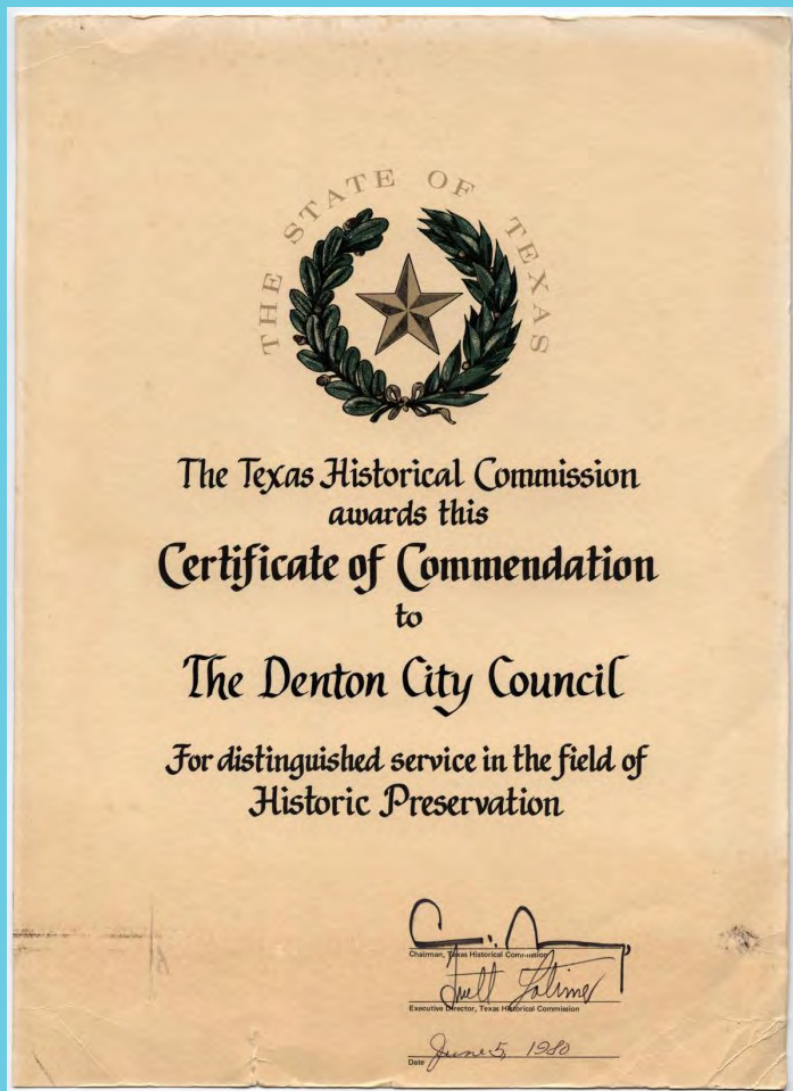 THE STATE OF TEXAS
The Texas Historical Commission
awards this
Certificate of Commendation
to
The Denton City Council
For distinguished service in the field of
Historic Preservation
Chairman, Texas Historical Commission
Truett Latimer
Executive Director, Texas Historical Commission
Date June 5, 1980